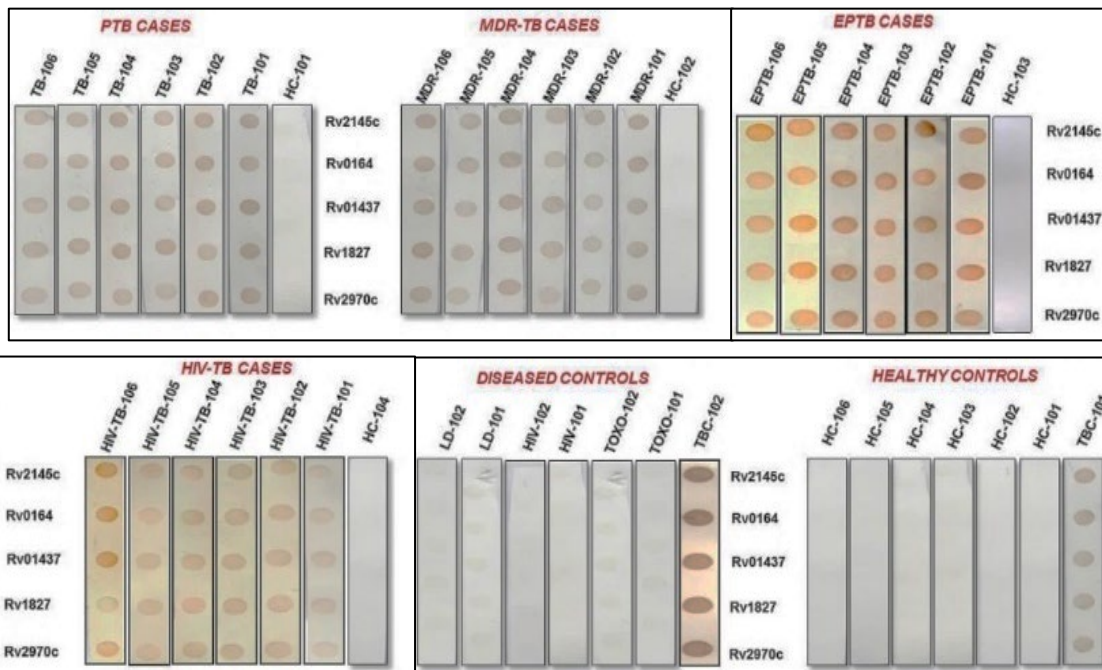 PTB CASES
TB-106 TB-105 TB-104 TB-103 TB-102 TB-101 HC-101
Rv2145c
Rv0164
Rv01437
Rv1827
Rv2970c
MDR-TB CASES
MDR-106 MDR-105 MDR-104 MDR-103 MDR-102 MDR-101 HC-102
EPTB CASES
EPTB-106 EPTB-105 EPTB-104 EPTB-103 EPTB-102 EPTB-101 HC-103
Rv2145c
Rv0164
Rv01437
Rv1827
Rv2970c
HIV-TB CASES
HIV-TB-106 HIV-TB-105 HIV-TB-104 HIV-TB-103 HIV-TB-102 HIV-TB-101 HC-104
Rv2145c
Rv0164
Rv01437
Rv1827
Rv2970c
DISEASED CONTROLS
LD-102 LD-101 HIV-102 HIV-101 TOXO-102 TOXO-101 TBC-102
Rv2145c
Rv0164
Rv01437
Rv1827
Rv2970c
HEALTHY CONTROLS
HC-106 HC-105 HC-104 HC-103 HC-102 HC-101 TBC-101